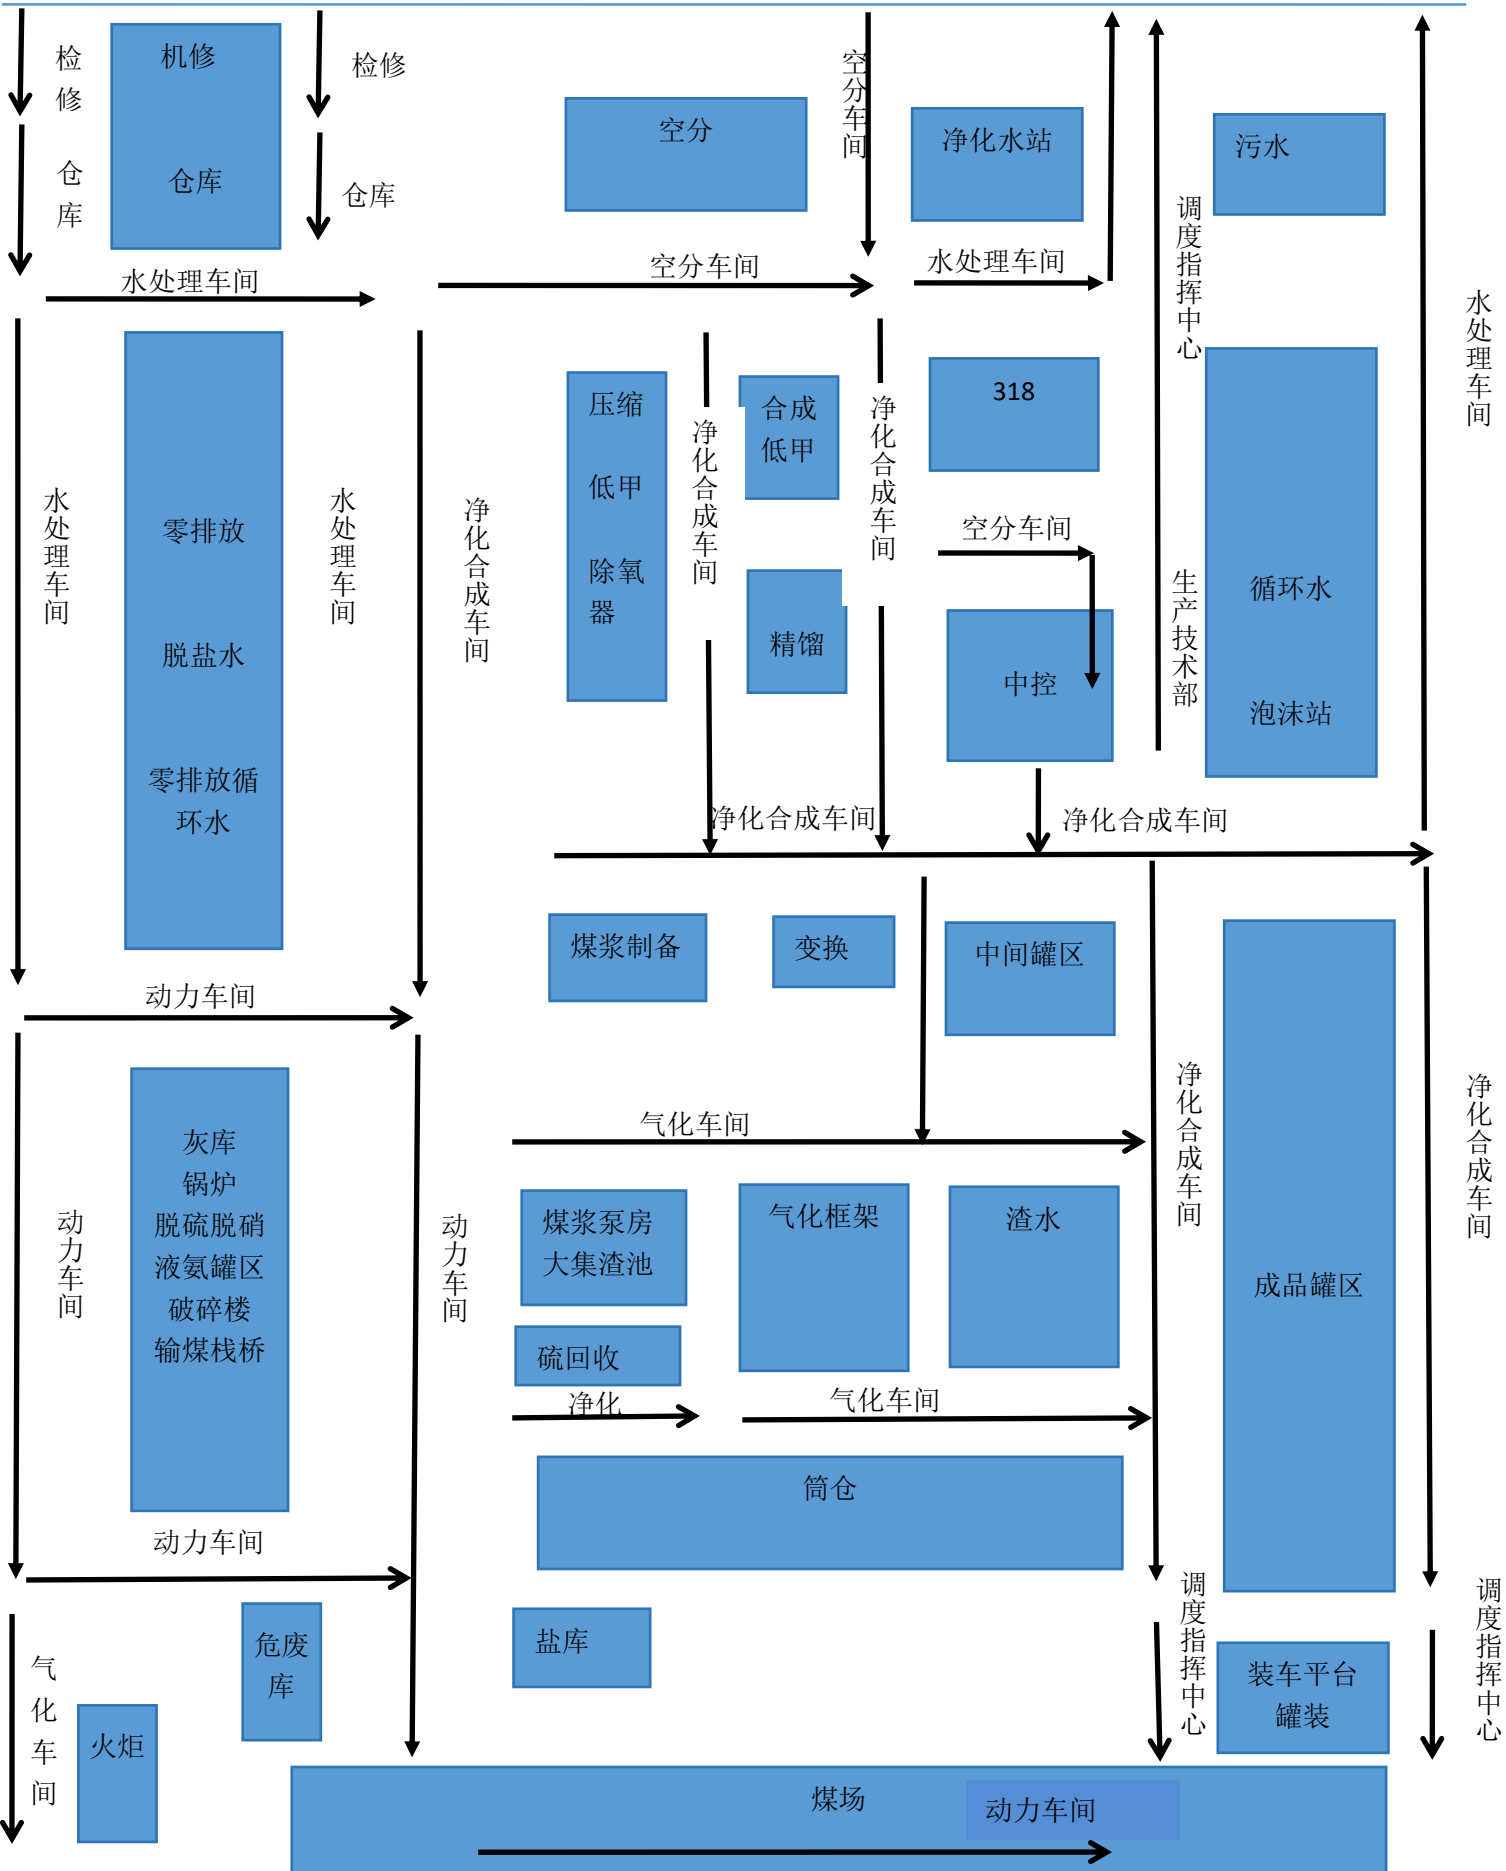 检修
机修
检修
空分车间
空分
净化水站
污水
仓库
仓库
仓库
调度指挥中心
水处理车间
空分车间
水处理车间
水处理车间
318
压缩
低甲
除氧
器
净化合成车间
合成
低甲
净化合成车间
水处理车间
零排放
脱盐水
零排放循
环水
水处理车间
净化合成车间
空分车间
精馏
中控
生产技术部
循环水
泡沫站
净化合成车间
净化合成车间
煤浆制备
变换
中间罐区
动力车间
净化合成车间
净化合成车间
气化车间
动力车间
灰库
锅炉
脱硫脱硝
液氨罐区
破碎楼
输煤栈桥
动力车间
煤浆泵房
大集渣池
气化框架
渣水
成品罐区
硫回收
净化
气化车间
筒仓
动力车间
调度指挥中心
调度指挥中心
气化车间
危废
库
盐库
装车平台
罐装
火炬
煤场
动力车间